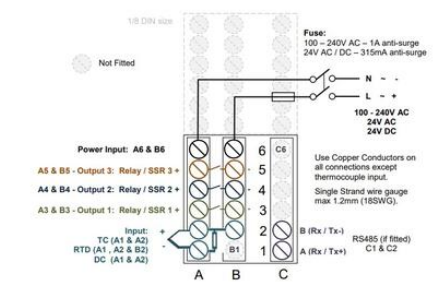 1/8 DIN size
Fuse:
100 – 240V AC – 1A anti-surge
24V AC / DC – 315mA anti-surge
Not Fitted
N ~ -
L ~ +
100 - 240V AC
24V AC
24V DC
Power Input: A6 & B6
6
C6
A5 & B5 - Output 3: Relay / SSR 3 +
-
5
A4 & B4 - Output 2: Relay / SSR 2 +
-
4
A3 & B3 - Output 1: Relay / SSR 1 +
-
3
Use Copper Conductors on
all connections except
thermocouple input.
Single Strand wire gauge
max 1.2mm (18SWG).
Input:
TC (A1 & A2)
RTD (A1 , A2 & B2)
DC (A1 & A2)
+
-
2
B1
1
B (Rx / Tx-)
A (Rx / Tx+)
RS485 (if fitted)
C1 & C2
A B C